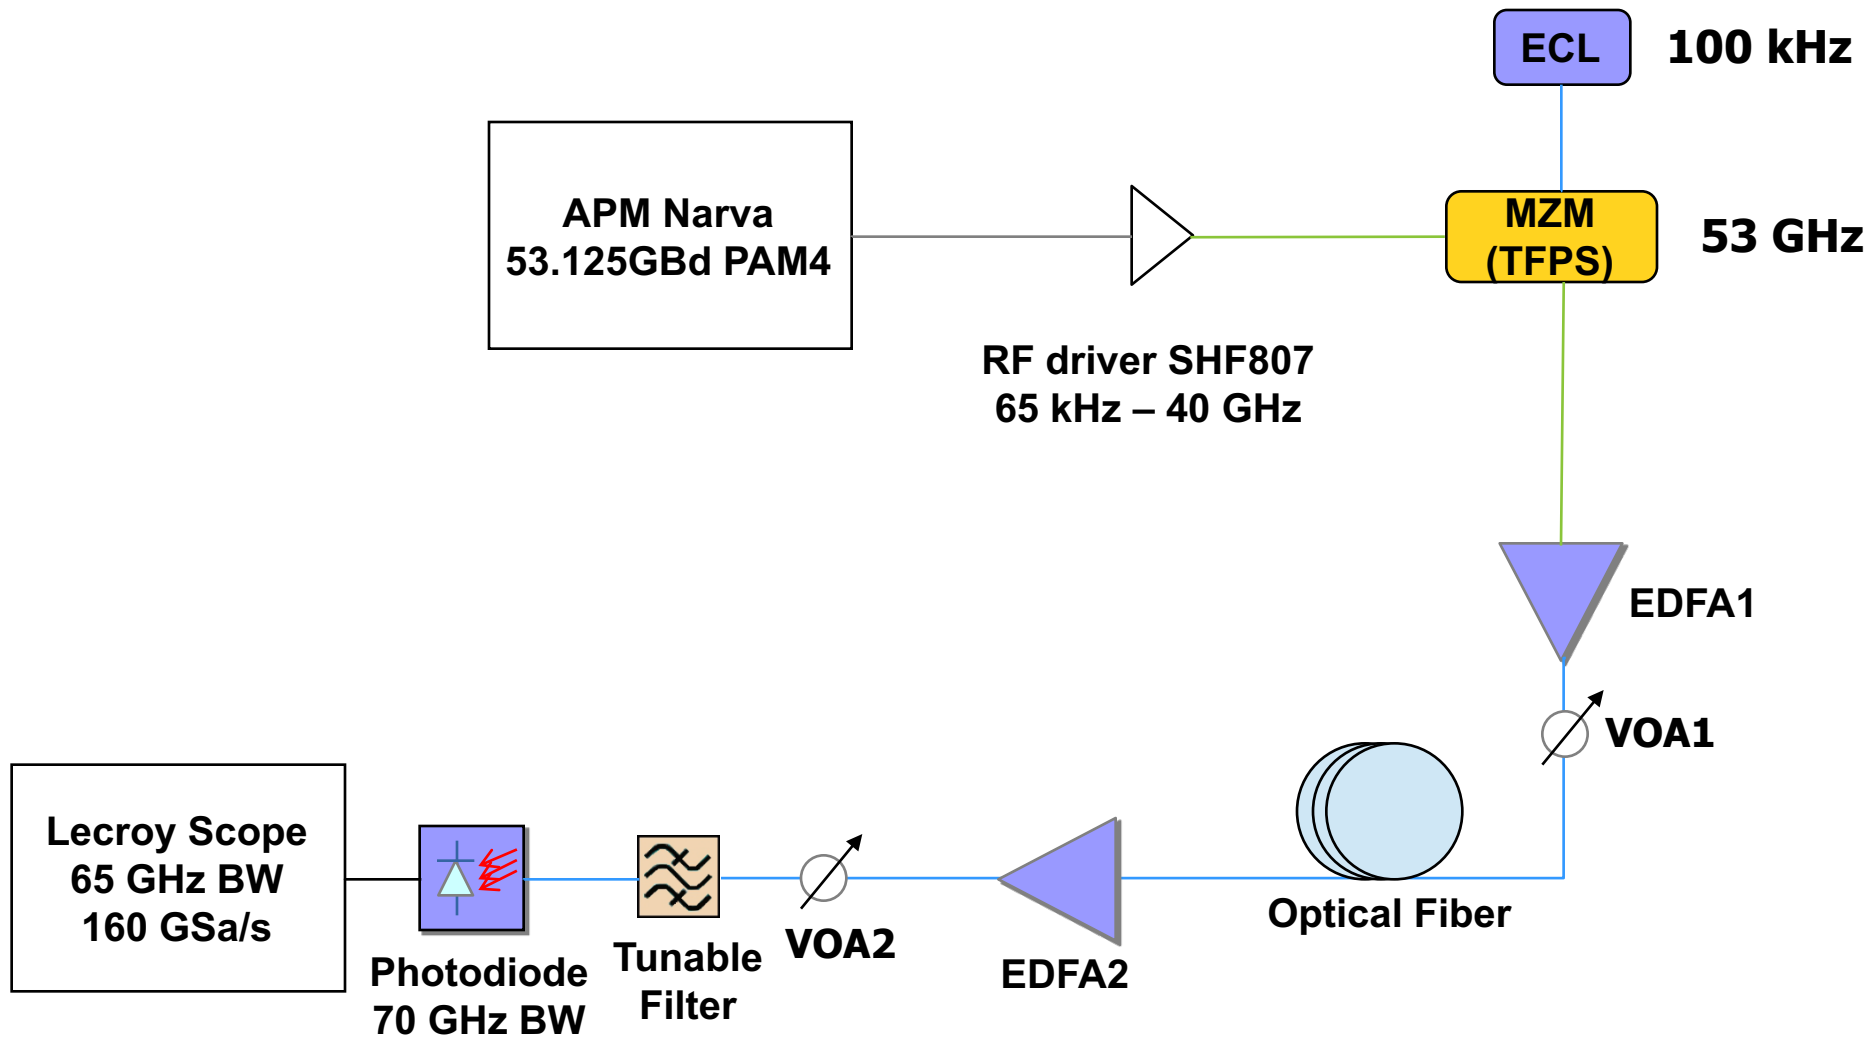 ECL
100 kHz
APM Narva
53.125GBd PAM4
MZM
(TFPS)
53 GHz
RF driver SHF807
65 kHz – 40 GHz
EDFA1
VOA1
Optical Fiber
EDFA2
VOA2
Tunable
Filter
Photodiode
70 GHz BW
Lecroy Scope
65 GHz BW
160 GSa/s